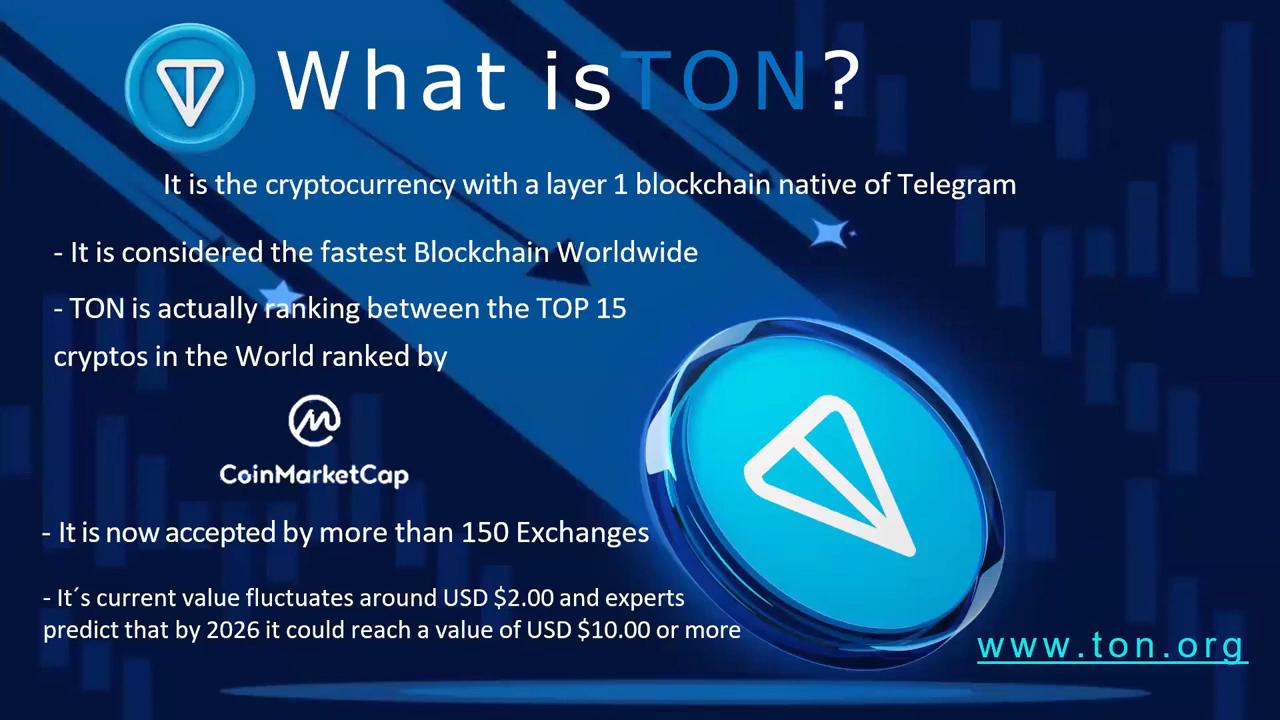 What isTON?
It is the cryptocurrency with a layer 1 blockchain native of Telegram
- It is considered the fastest Blockchain Worldwide
- TON is actually ranking between the TOP 15
cryptos in the World ranked by
CoinMarketCap
- It is now accepted by more than 150 Exchanges
- It´s current value fluctuates around USD $2.00 and experts
predict that by 2026 it could reach a value of USD $10.00 or more
www.ton.org